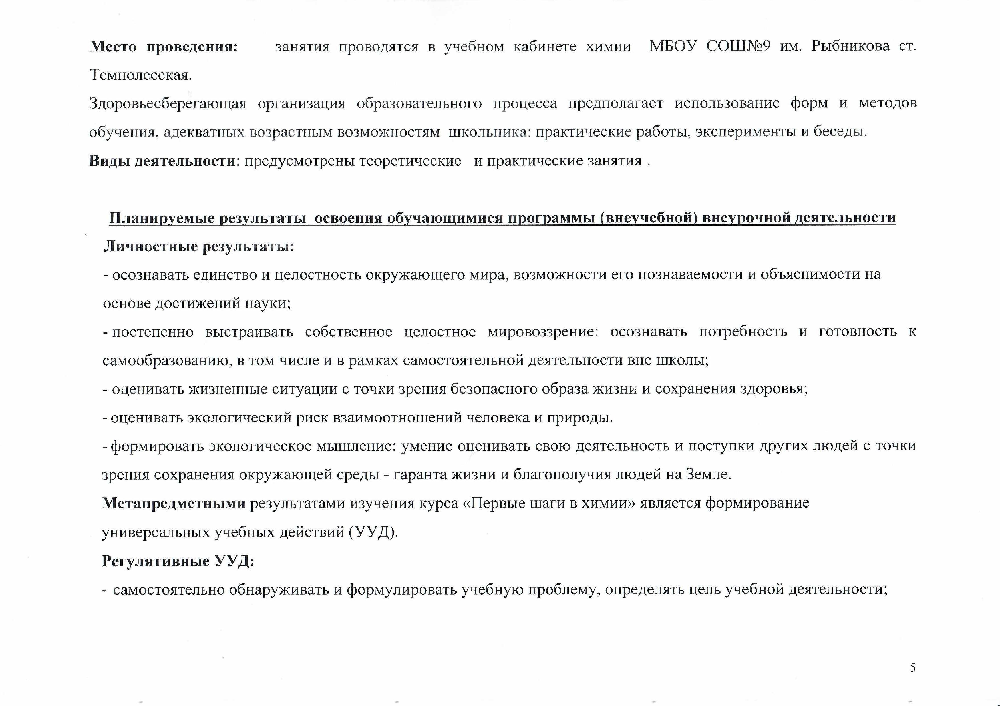 Место проведения: занятия проводятся в учебном кабинете химии МБОУ СОШ№9 им. Рыбникова ст.
Темнолесская.
Здоровьесберегающая организация образовательного процесса предполагает использование форм и методов
обучения, адекватных возрастным возможностям школьника: практические работы, эксперименты и беседы.
Виды деятельности: предусмотрены теоретические и практические занятия .
Планируемые результаты освоения обучающимися программы (внеучебной) внеурочной деятельности
Личностные результаты:
- осознавать единство и целостность окружающего мира, возможности его познаваемости и объяснимости на
основе достижений науки;
- постепенно выстраивать собственное целостное мировоззрение: осознавать потребность и готовность к
самообразованию, в том числе и в рамках самостоятельной деятельности вне школы;
- оценивать жизненные ситуации с точки зрения безопасного образа жизни и сохранения здоровья;
- оценивать экологический риск взаимоотношений человека и природы.
- формировать экологическое мышление: умение оценивать свою деятельность и поступки других людей с точки
зрения сохранения окружающей среды - гаранта жизни и благополучия людей на Земле.
Метапредметными результатами изучения курса «Первые шаги в химии» является формирование
универсальных учебных действий (УУД).
Регулятивные УУД:
- самостоятельно обнаруживать и формулировать учебную проблему, определять цель учебной деятельности;
5